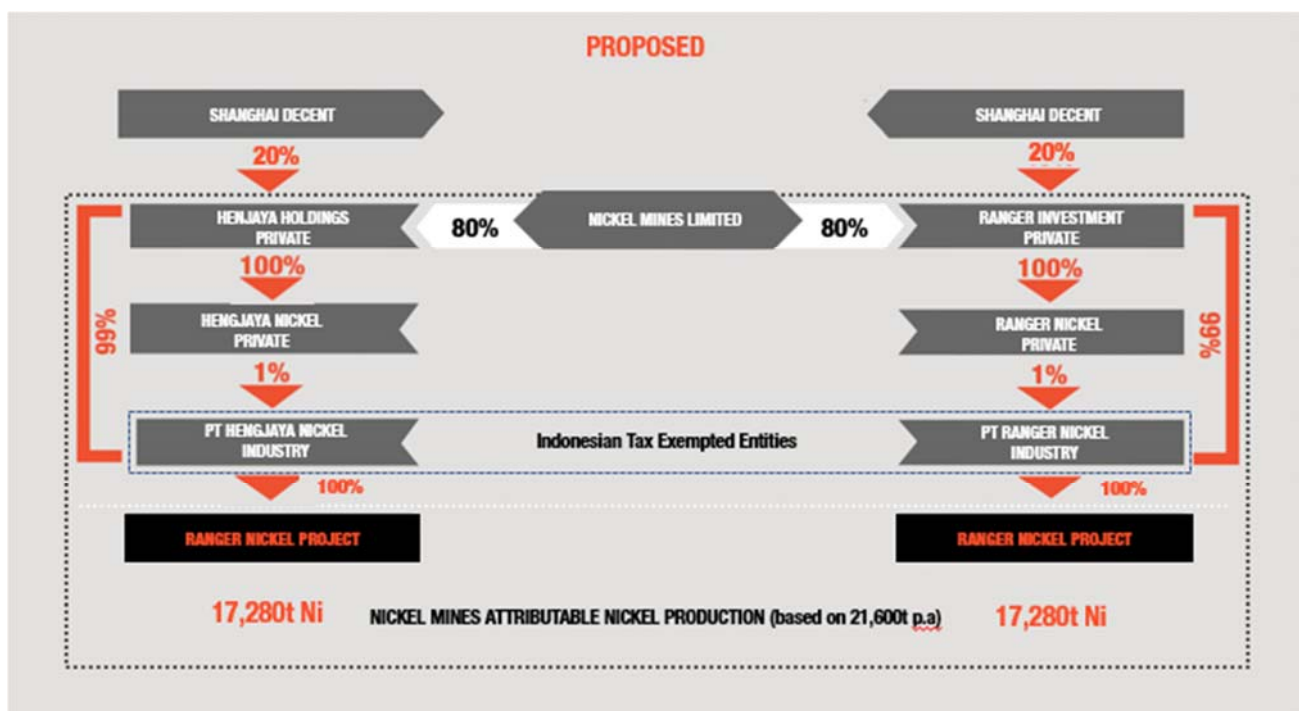 PROPOSED
SHANGHAI DECENT
SHANGHAI DECENT
20%
20%
HENJAYA HOLDINGS
PRIVATE
80%
NICKEL MINES LIMITED
80%
RANGER INVESTMENT
PRIVATE
100%
100%
99%
HENGJAYA NICKEL
PRIVATE
RANGER NICKEL
PRIVATE
99%
1%
1%
PT HENGJAYA NICKEL
INDUSTRY
Indonesian Tax Exempted Entities
PT RANGER NICKEL
INDUSTRY
100%
100%
RANGER NICKEL PROJECT
RANGER NICKEL PROJECT
17,280t Ni
NICKEL MINES ATTRIBUTABLE NICKEL PRODUCTION (based on 21,600t p.a)
17,280t Ni